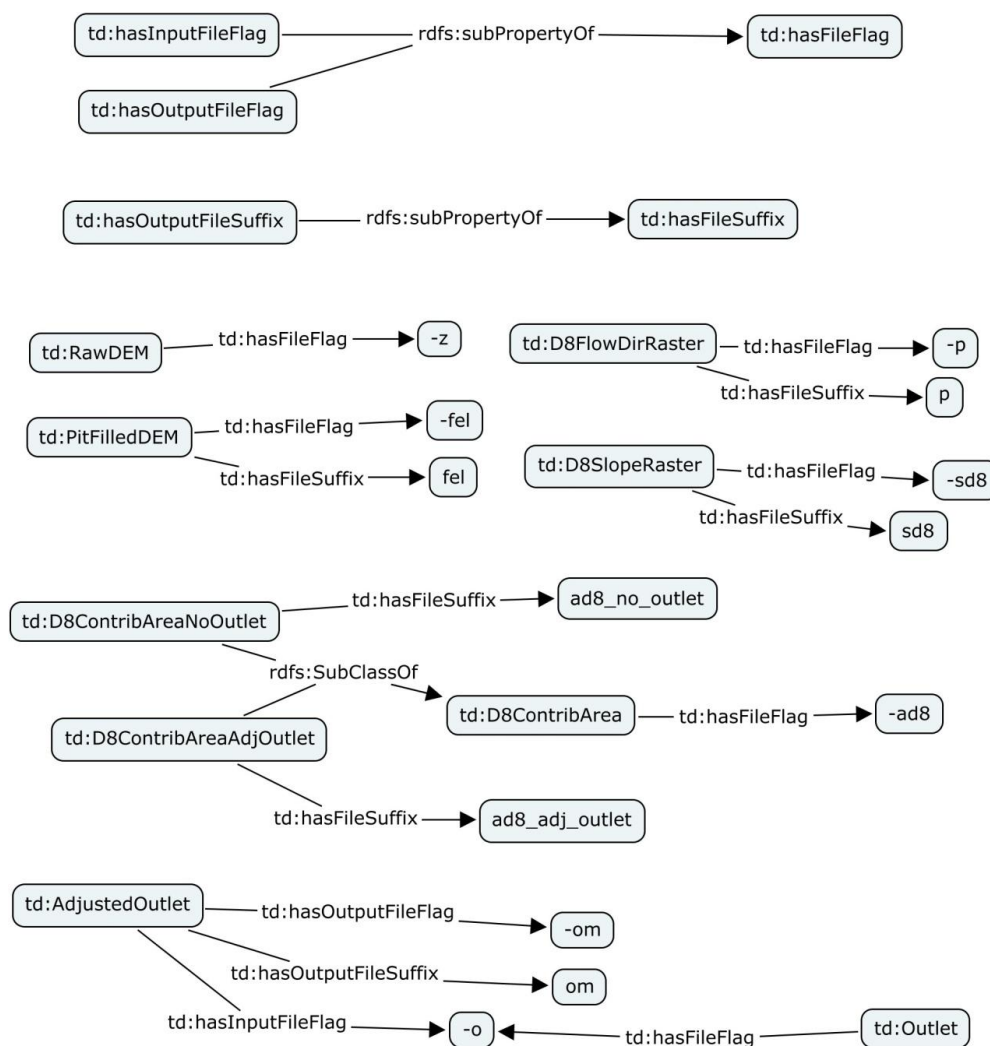 td:hasInputFileFlag
rdfs:subPropertyOf
td:hasFileFlag
td:hasOutputFileFlag
td:hasOutputFileSuffix
rdfs:subPropertyOf
td:hasFileSuffix
td:RawDEM
td:hasFileFlag
-z
td:D8FlowDirRaster
td:hasFileFlag
-p
td:hasFileSuffix
p
td:PitFilledDEM
td:hasFileFlag
-fel
td:hasFileSuffix
fel
td:D8SlopeRaster
td:hasFileFlag
-sd8
td:hasFileSuffix
sd8
td:D8ContribAreaNoOutlet
td:hasFileSuffix
ad8_no_outlet
rdfs:SubClassOf
td:D8ContribArea
td:hasFileFlag
-ad8
td:D8ContribAreaAdjOutlet
td:hasFileSuffix
ad8_adj_outlet
td:AdjustedOutlet
td:hasOutputFileFlag
-om
td:hasOutputFileSuffix
om
td:hasInputFileFlag
-o
td:hasFileFlag
td:Outlet